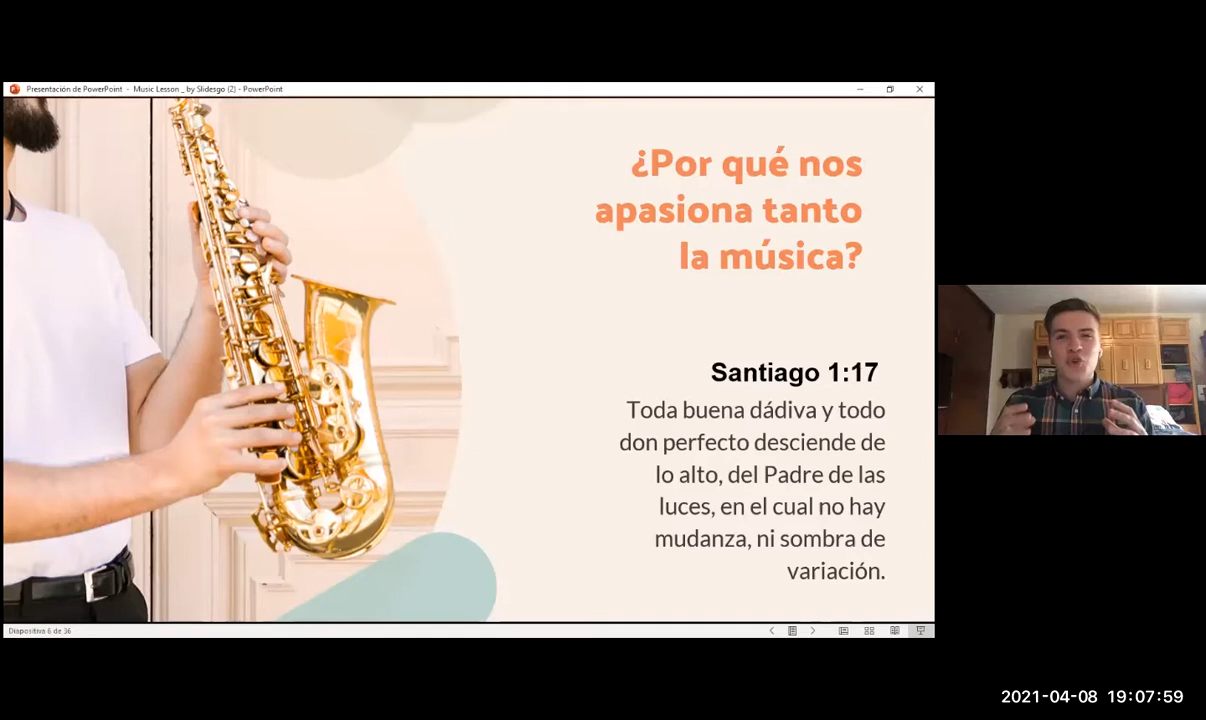 Presentación de PowerPoint - Music Lesson _ by Slidesgo (2) - PowerPoint
¿Por qué nos
apasiona tanto
la música?
Santiago 1:17
Toda buena dádiva y todo
don perfecto desciende de
lo alto, del Padre de las
luces, en el cual no hay
mudanza, ni sombra de
variación.
Diapositiva 6 de 36
2021-04-08 19:07:59